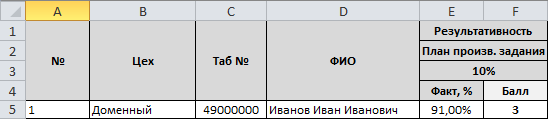 A B C D E F
1 Результативность
2 План произв. задания
№ Цех Таб № ФИО
3 10%
4 Факт, % Балл
5 1 Доменный 49000000 Иванов Иван Иванович 91,00% 3